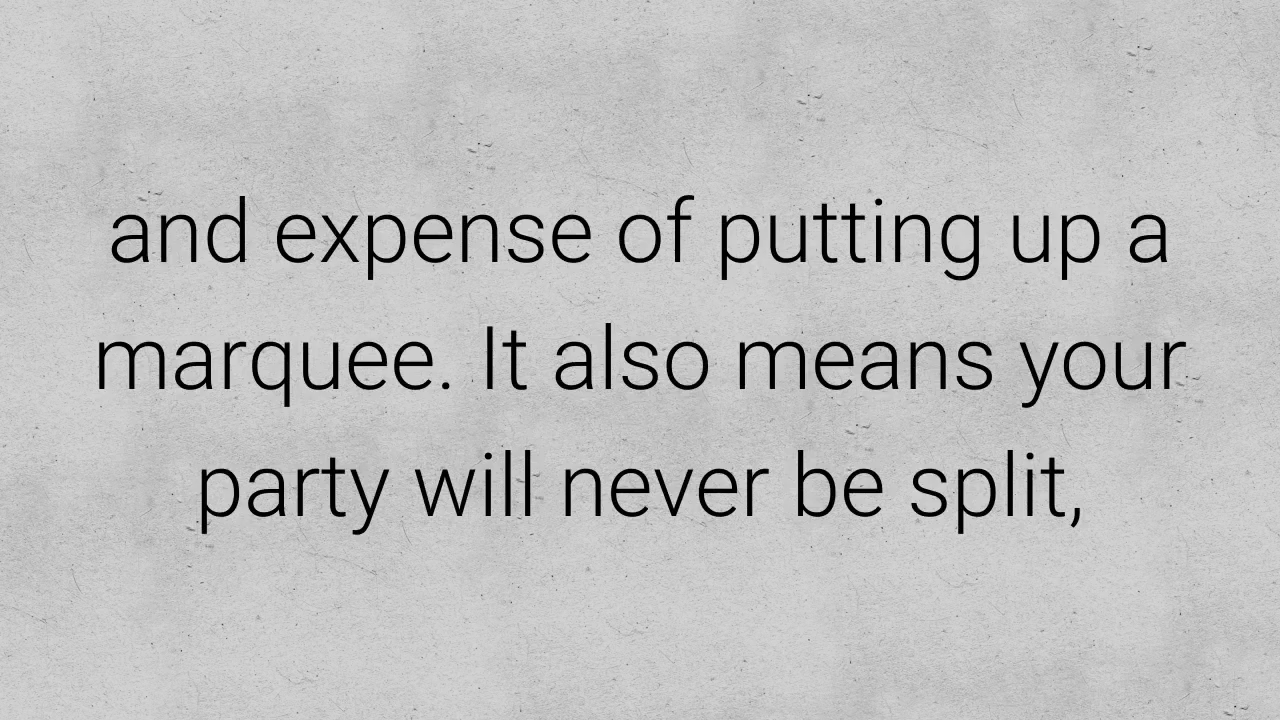 and expense of putting up a
marquee. It also means your
party will never be split,